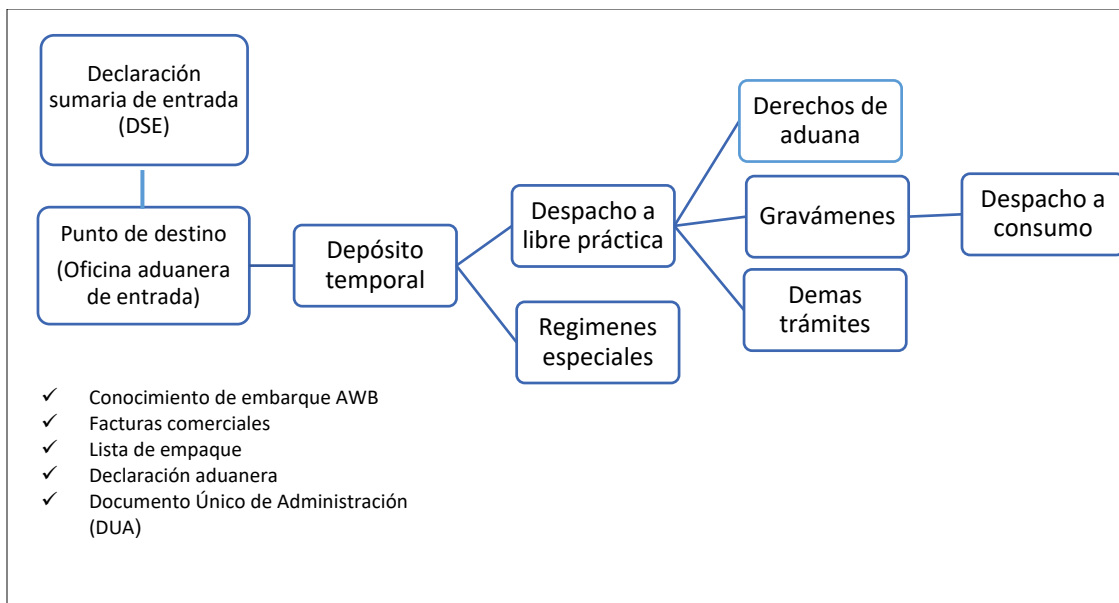 Declaración
sumaria de entrada
(DSE)
Punto de destino
(Oficina aduanera
de entrada)
Depósito
temporal
Despacho a
libre práctica
Regimenes
especiales
Derechos de
aduana
Gravámenes
Demas
trámites
Despacho a
consumo
✓ Conocimiento de embarque AWB
✓ Facturas comerciales
✓ Lista de empaque
✓ Declaración aduanera
✓ Documento Único de Administración
(DUA)